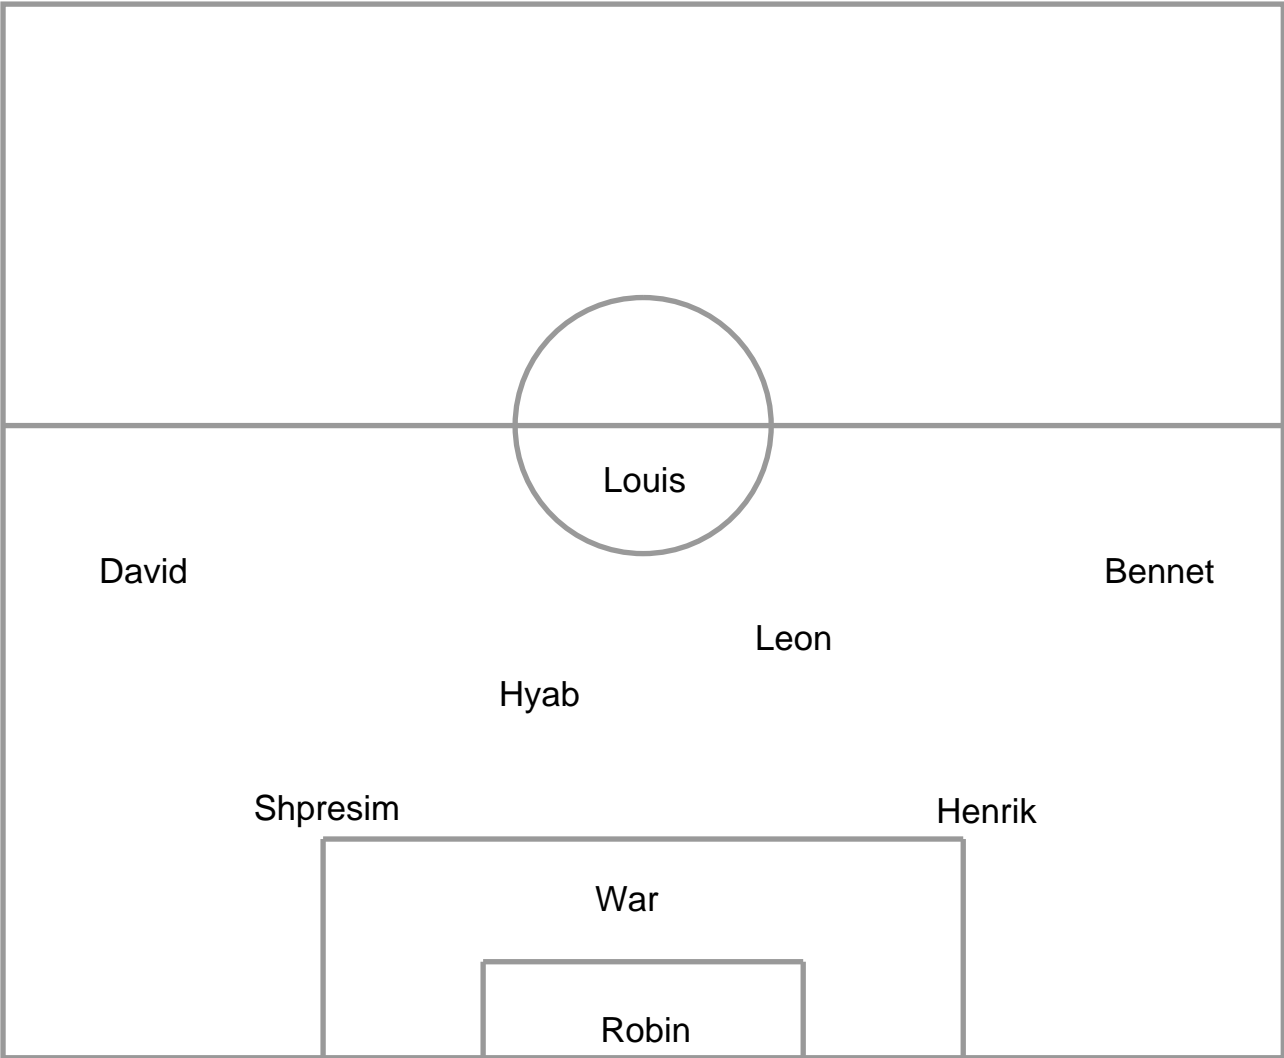 Louis
David
Bennet
Leon
Hyab
Shpresim
Henrik
War
Robin